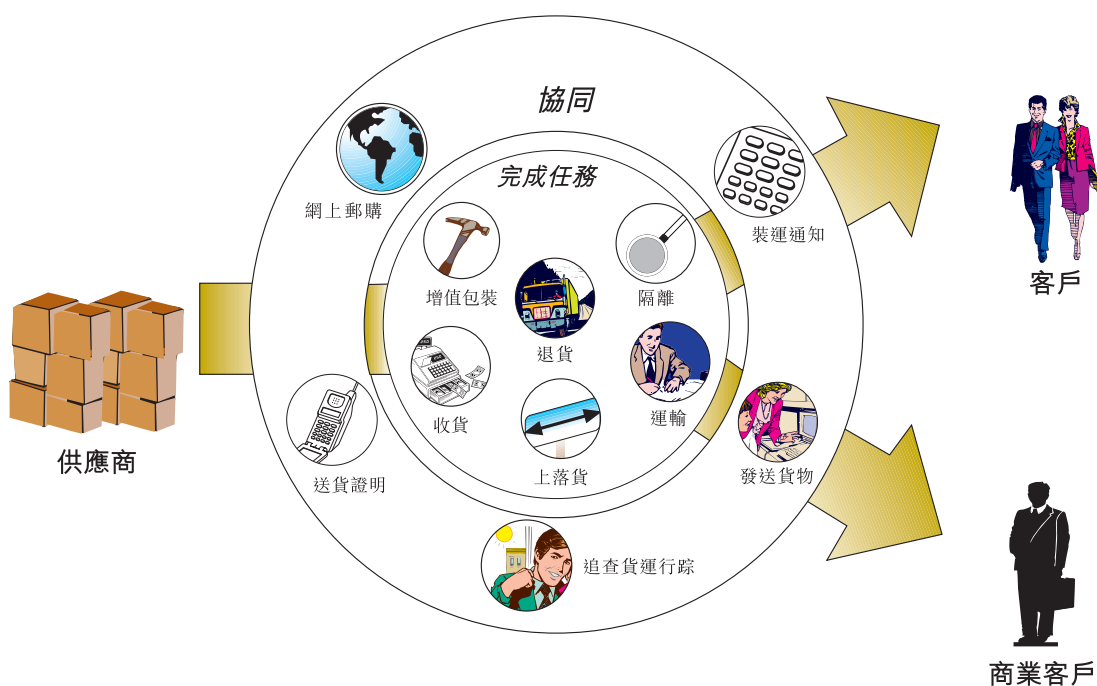 協同
完成任務
網上郵購
裝運通知
增值包裝
隔離
退貨
收貨
運輸
上落貨
送貨證明
發送貨物
追查貨運行踪
供應商
客戶
商業客戶